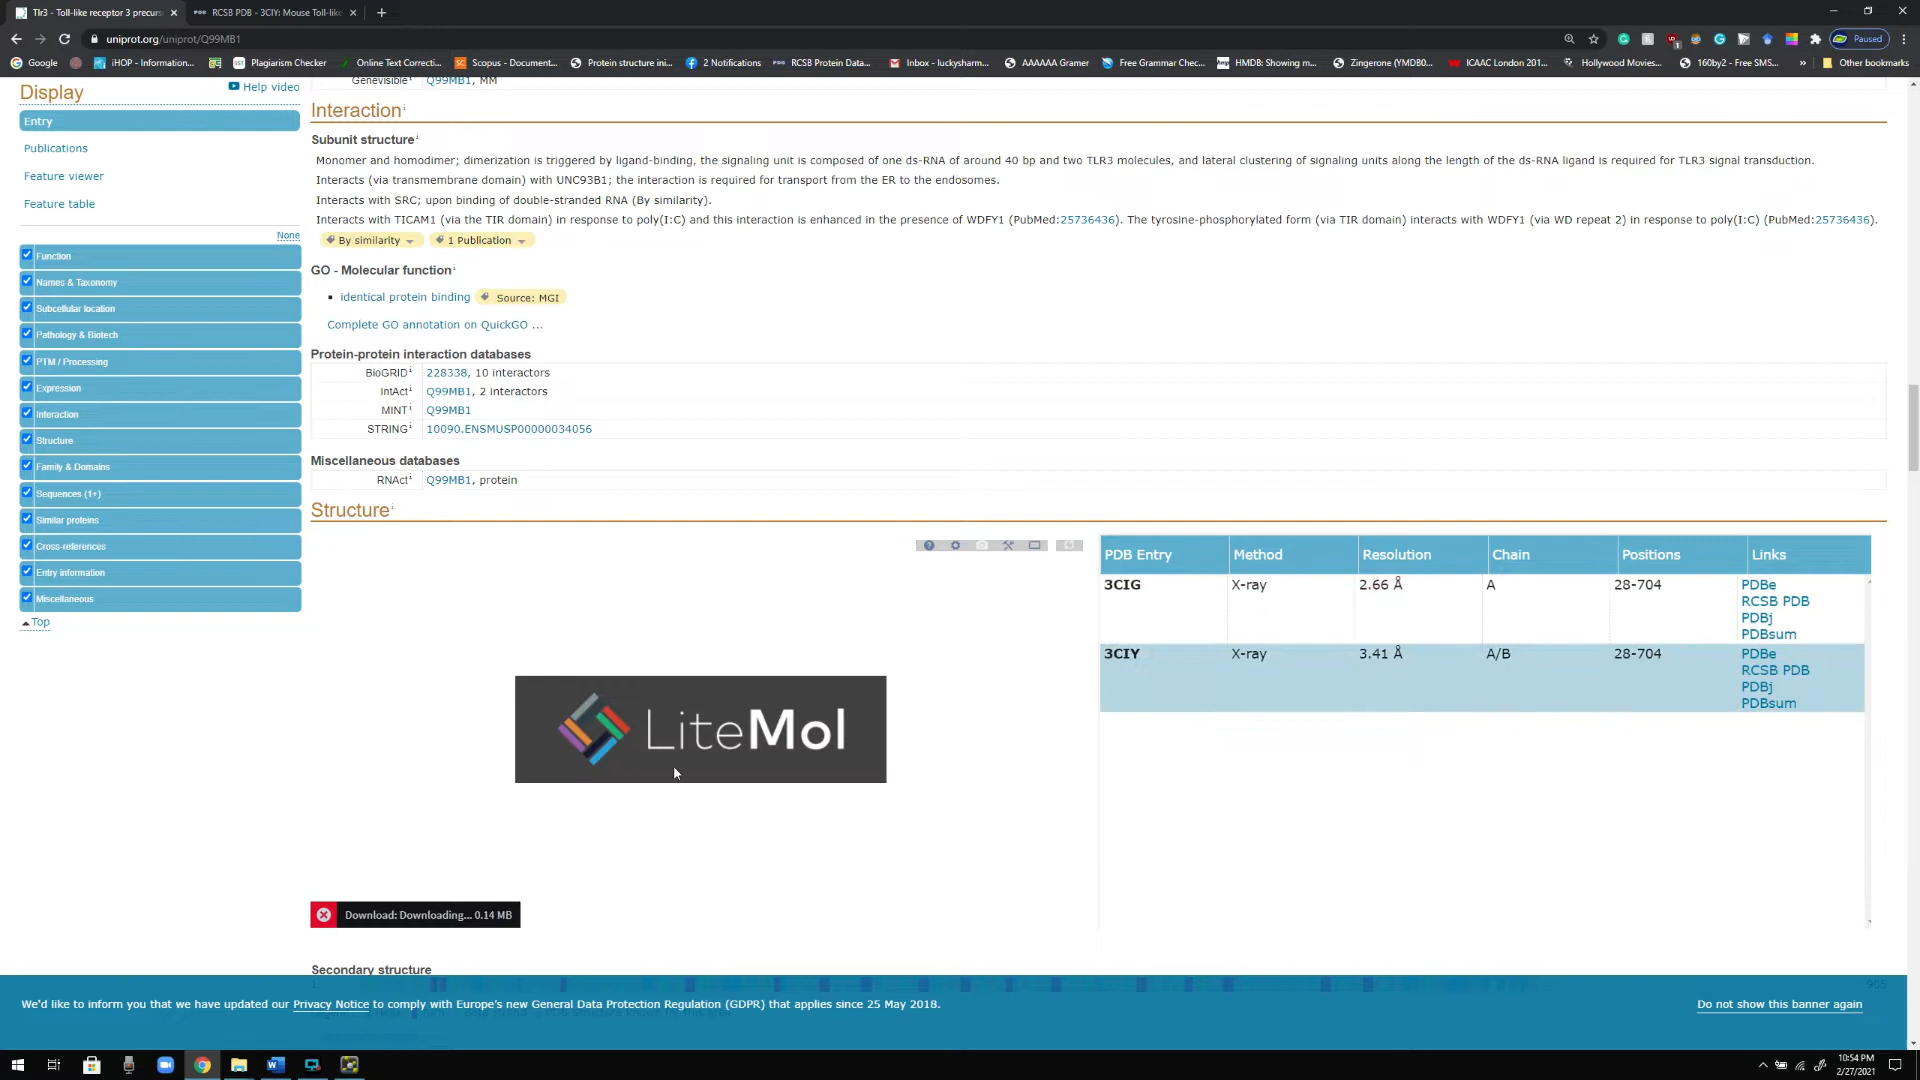 Tlr3 - Toll-like receptor 3 precurs
RCSB PDB - 3CIY: Mouse Toll-lik
uniprot.org/uniprot/Q99MB1
Paused
Google
iHOP - Information...
Plagiarism Checker
Online Text Correcti...
Scopus - Document...
Protein structure ini...
2 Notifications
RCSB Protein Data...
Inbox - luckysharm...
AAAAAA Gramer
Free Grammar Chec...
HMDB: Showing m...
Zingerone (YMDB0...
ICAAC London 201...
Hollywood Movies...
160by2 - Free SMS...
Other bookmarks
Display
Help video
Entry
Publications
Feature viewer
Feature table
None
Function
Names & Taxonomy
Subcellular location
Pathology & Biotech
PTM / Processing
Expression
Interaction
Structure
Family & Domains
Sequences (1+)
Similar proteins
Cross-references
Entry information
Miscellaneous
Top
Genevisible i Q99MB1, MM
Interaction i
Subunit structure i
Monomer and homodimer; dimerization is triggered by ligand-binding, the signaling unit is composed of one ds-RNA of around 40 bp and two TLR3 molecules, and lateral clustering of signaling units along the length of the ds-RNA ligand is required for TLR3 signal transduction.
Interacts (via transmembrane domain) with UNC93B1; the interaction is required for transport from the ER to the endosomes.
Interacts with SRC; upon binding of double-stranded RNA (By similarity).
Interacts with TICAM1 (via the TIR domain) in response to poly(I:C) and this interaction is enhanced in the presence of WDFY1 (PubMed:25736436). The tyrosine-phosphorylated form (via TIR domain) interacts with WDFY1 (via WD repeat 2) in response to poly(I:C) (PubMed:25736436).
By similarity 1 Publication
GO - Molecular function i
identical protein binding Source: MGI
Complete GO annotation on QuickGO ...
Protein-protein interaction databases
BioGRID i 228338, 10 interactors
IntAct i Q99MB1, 2 interactors
MINT i Q99MB1
STRING i 10090.ENSMUSP00000034056
Miscellaneous databases
RNAct i Q99MB1, protein
Structure i
LiteMol
Download: Downloading... 0.14 MB
PDB Entry Method Resolution Chain Positions Links
3CIG X-ray 2.66 Å A 28-704 PDBe
RCSB PDB
PDBj
PDBsum
3CIY X-ray 3.41 Å A/B 28-704 PDBe
RCSB PDB
PDBj
PDBsum
Secondary structure
905
We'd like to inform you that we have updated our Privacy Notice to comply with Europe's new General Data Protection Regulation (GDPR) that applies since 25 May 2018.
Do not show this banner again
10:54 PM
2/27/2021